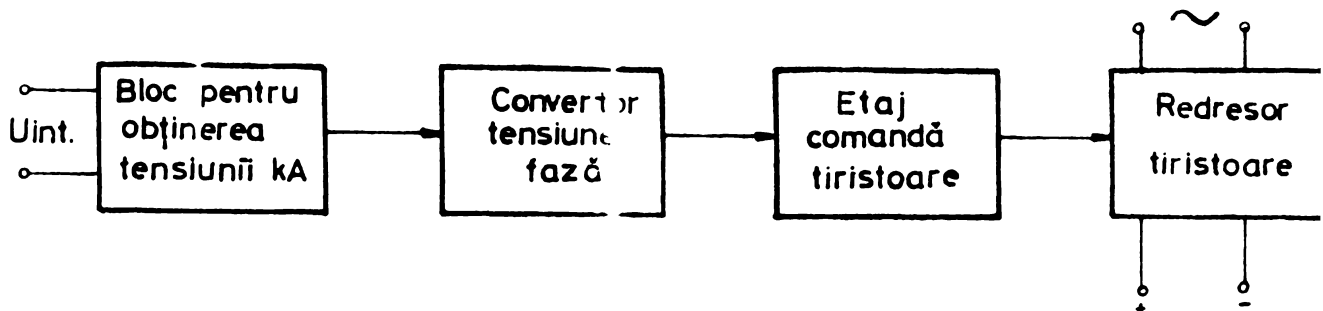 ~
Uint.
Bloc pentru
obținerea
tensiunii kA
Convertor
tensiune
fază
Etaj
comandă
tiristoare
Redresor
tiristoare
+ -